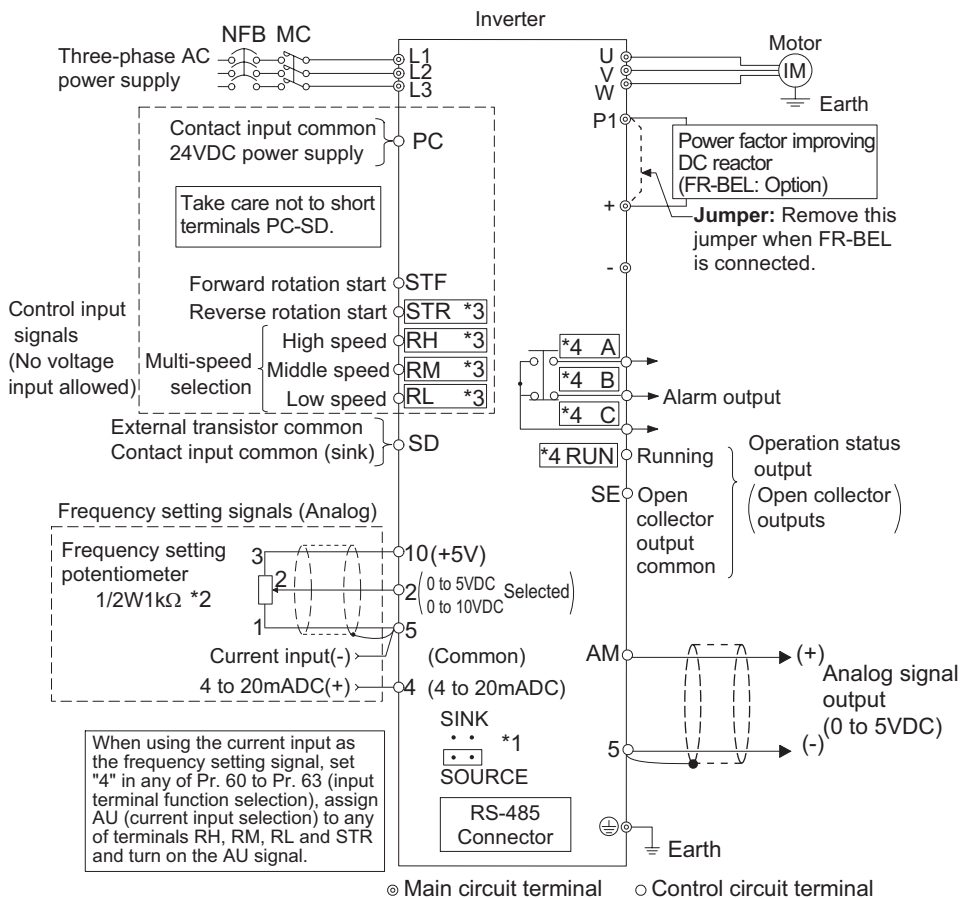 Inverter
NFB MC
Three-phase AC
power supply
L1
L2
L3
U
V
W
Motor
IM
Earth
Contact input common
24VDC power supply
PC
Take care not to short
terminals PC-SD.
P1
Power factor improving
DC reactor
(FR-BEL: Option)
+
Jumper: Remove this
jumper when FR-BEL
is connected.
-
Control input
signals
(No voltage
input allowed)
Forward rotation start
STF
Reverse rotation start
STR *3
Multi-speed
selection
High speed
RH *3
Middle speed
RM *3
Low speed
RL *3
External transistor common
Contact input common (sink)
SD
*4 A
*4 B
*4 C
Alarm output
*4 RUN
Running
SE
Open
collector
output
common
Operation status
output
(Open collector
outputs)
Frequency setting signals (Analog)
Frequency setting
potentiometer
1/2W1kΩ *2
3
2
1
10(+5V)
2
(0 to 5VDC
0 to 10VDC
Selected)
5
Current input(-)
(Common)
4 to 20mADC(+)
4 (4 to 20mADC)
AM
(+)
Analog signal
output
(0 to 5VDC)
5
(-)
SINK
*1
SOURCE
When using the current input as
the frequency setting signal, set
"4" in any of Pr. 60 to Pr. 63 (input
terminal function selection), assign
AU (current input selection) to any
of terminals RH, RM, RL and STR
and turn on the AU signal.
RS-485
Connector
Earth
Main circuit terminal
Control circuit terminal